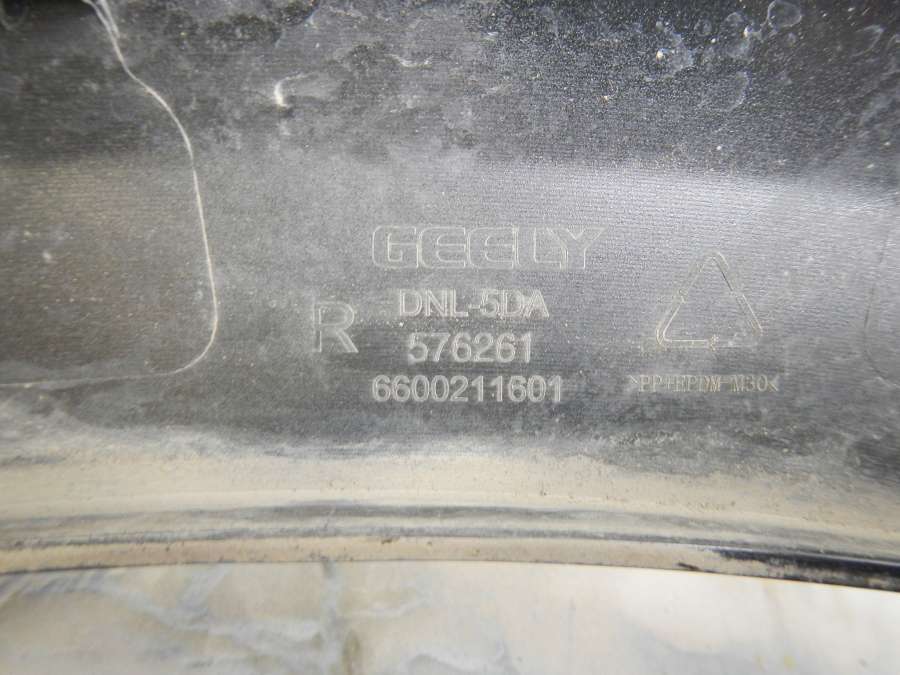 GEELY
DNL-5DA
R
576261
6600211601
>PP+EPDM-M30<